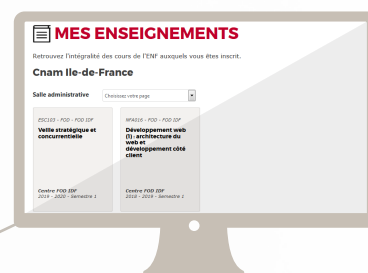 MES ENSEIGNEMENTS
Retrouvez l'intégralité des cours de l'ENF auxquels vous êtes inscrit.
Cnam Ile-de-France
Salle administrative Choisissez votre page
ESC103 - FOD - FOD IDF
Veille stratégique et
concurrentielle
Centre FOD IDF
2019 - 2020 - Semestre 1
NFA016 - FOD - FOD IDF
Développement web
(1) : architecture du
web et
développement côté
client
Centre FOD IDF
2018 - 2019 - Semestre 1